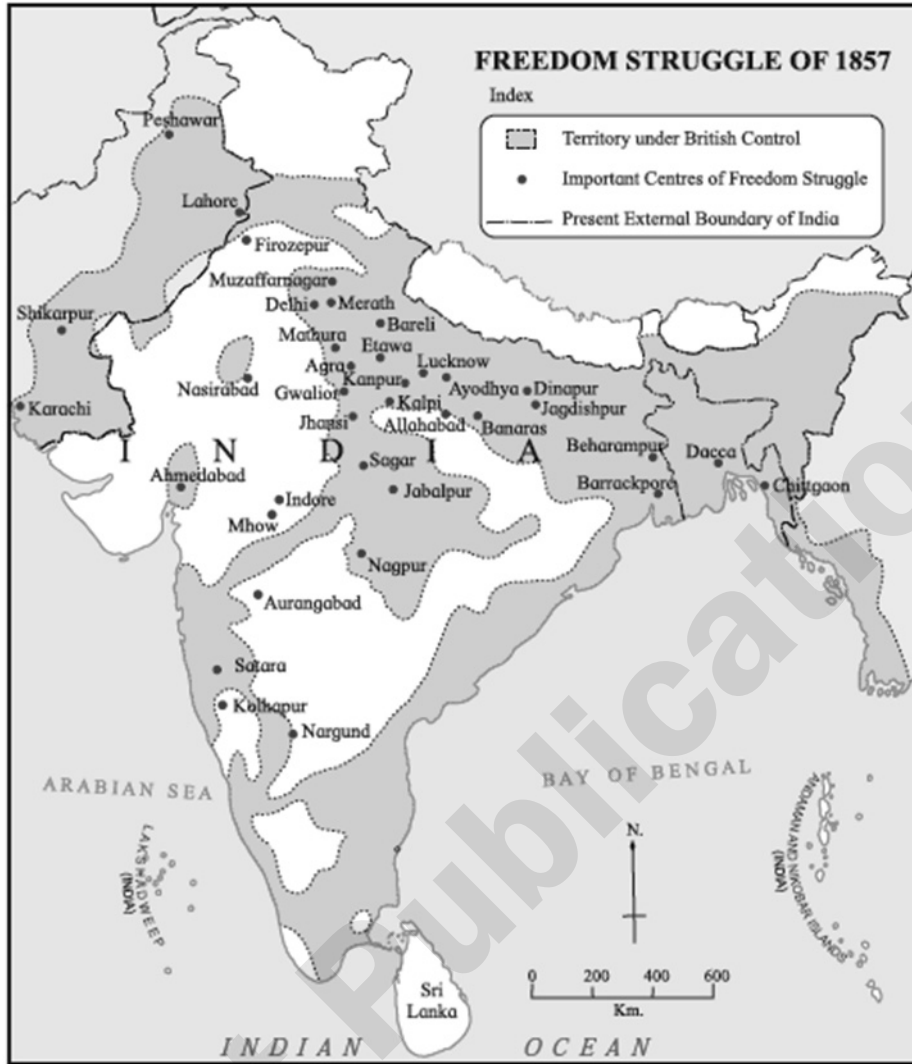 FREEDOM STRUGGLE OF 1857
Index
Territory under British Control
Important Centres of Freedom Struggle
Present External Boundary of India
Peshawar
Lahore
Firozepur
Muzaffarnagar
Delhi
Merath
Shikarpur
Bareli
Mathura
Etawa
Agra
Lucknow
Nasirabad
Kanpur
Ayodhya
Dinapur
Gwalior
Karachi
Kalpi
Jagdishpur
Jhansi
Allahabad
Banaras
INDIA
Beharampur
Dacca
Sagar
Ahmedabad
Jabalpur
Barrackpore
Chittgaon
Indore
Mhow
Nagpur
Aurangabad
Satara
Kolhapur
Nargund
ARABIAN SEA
BAY OF BENGAL
LAKSHADWEEP
(INDIA)
ANDAMAN AND NIKOBAR ISLANDS
(INDIA)
N.
0 200 400 600
Km.
Sri
Lanka
INDIAN OCEAN
Publication